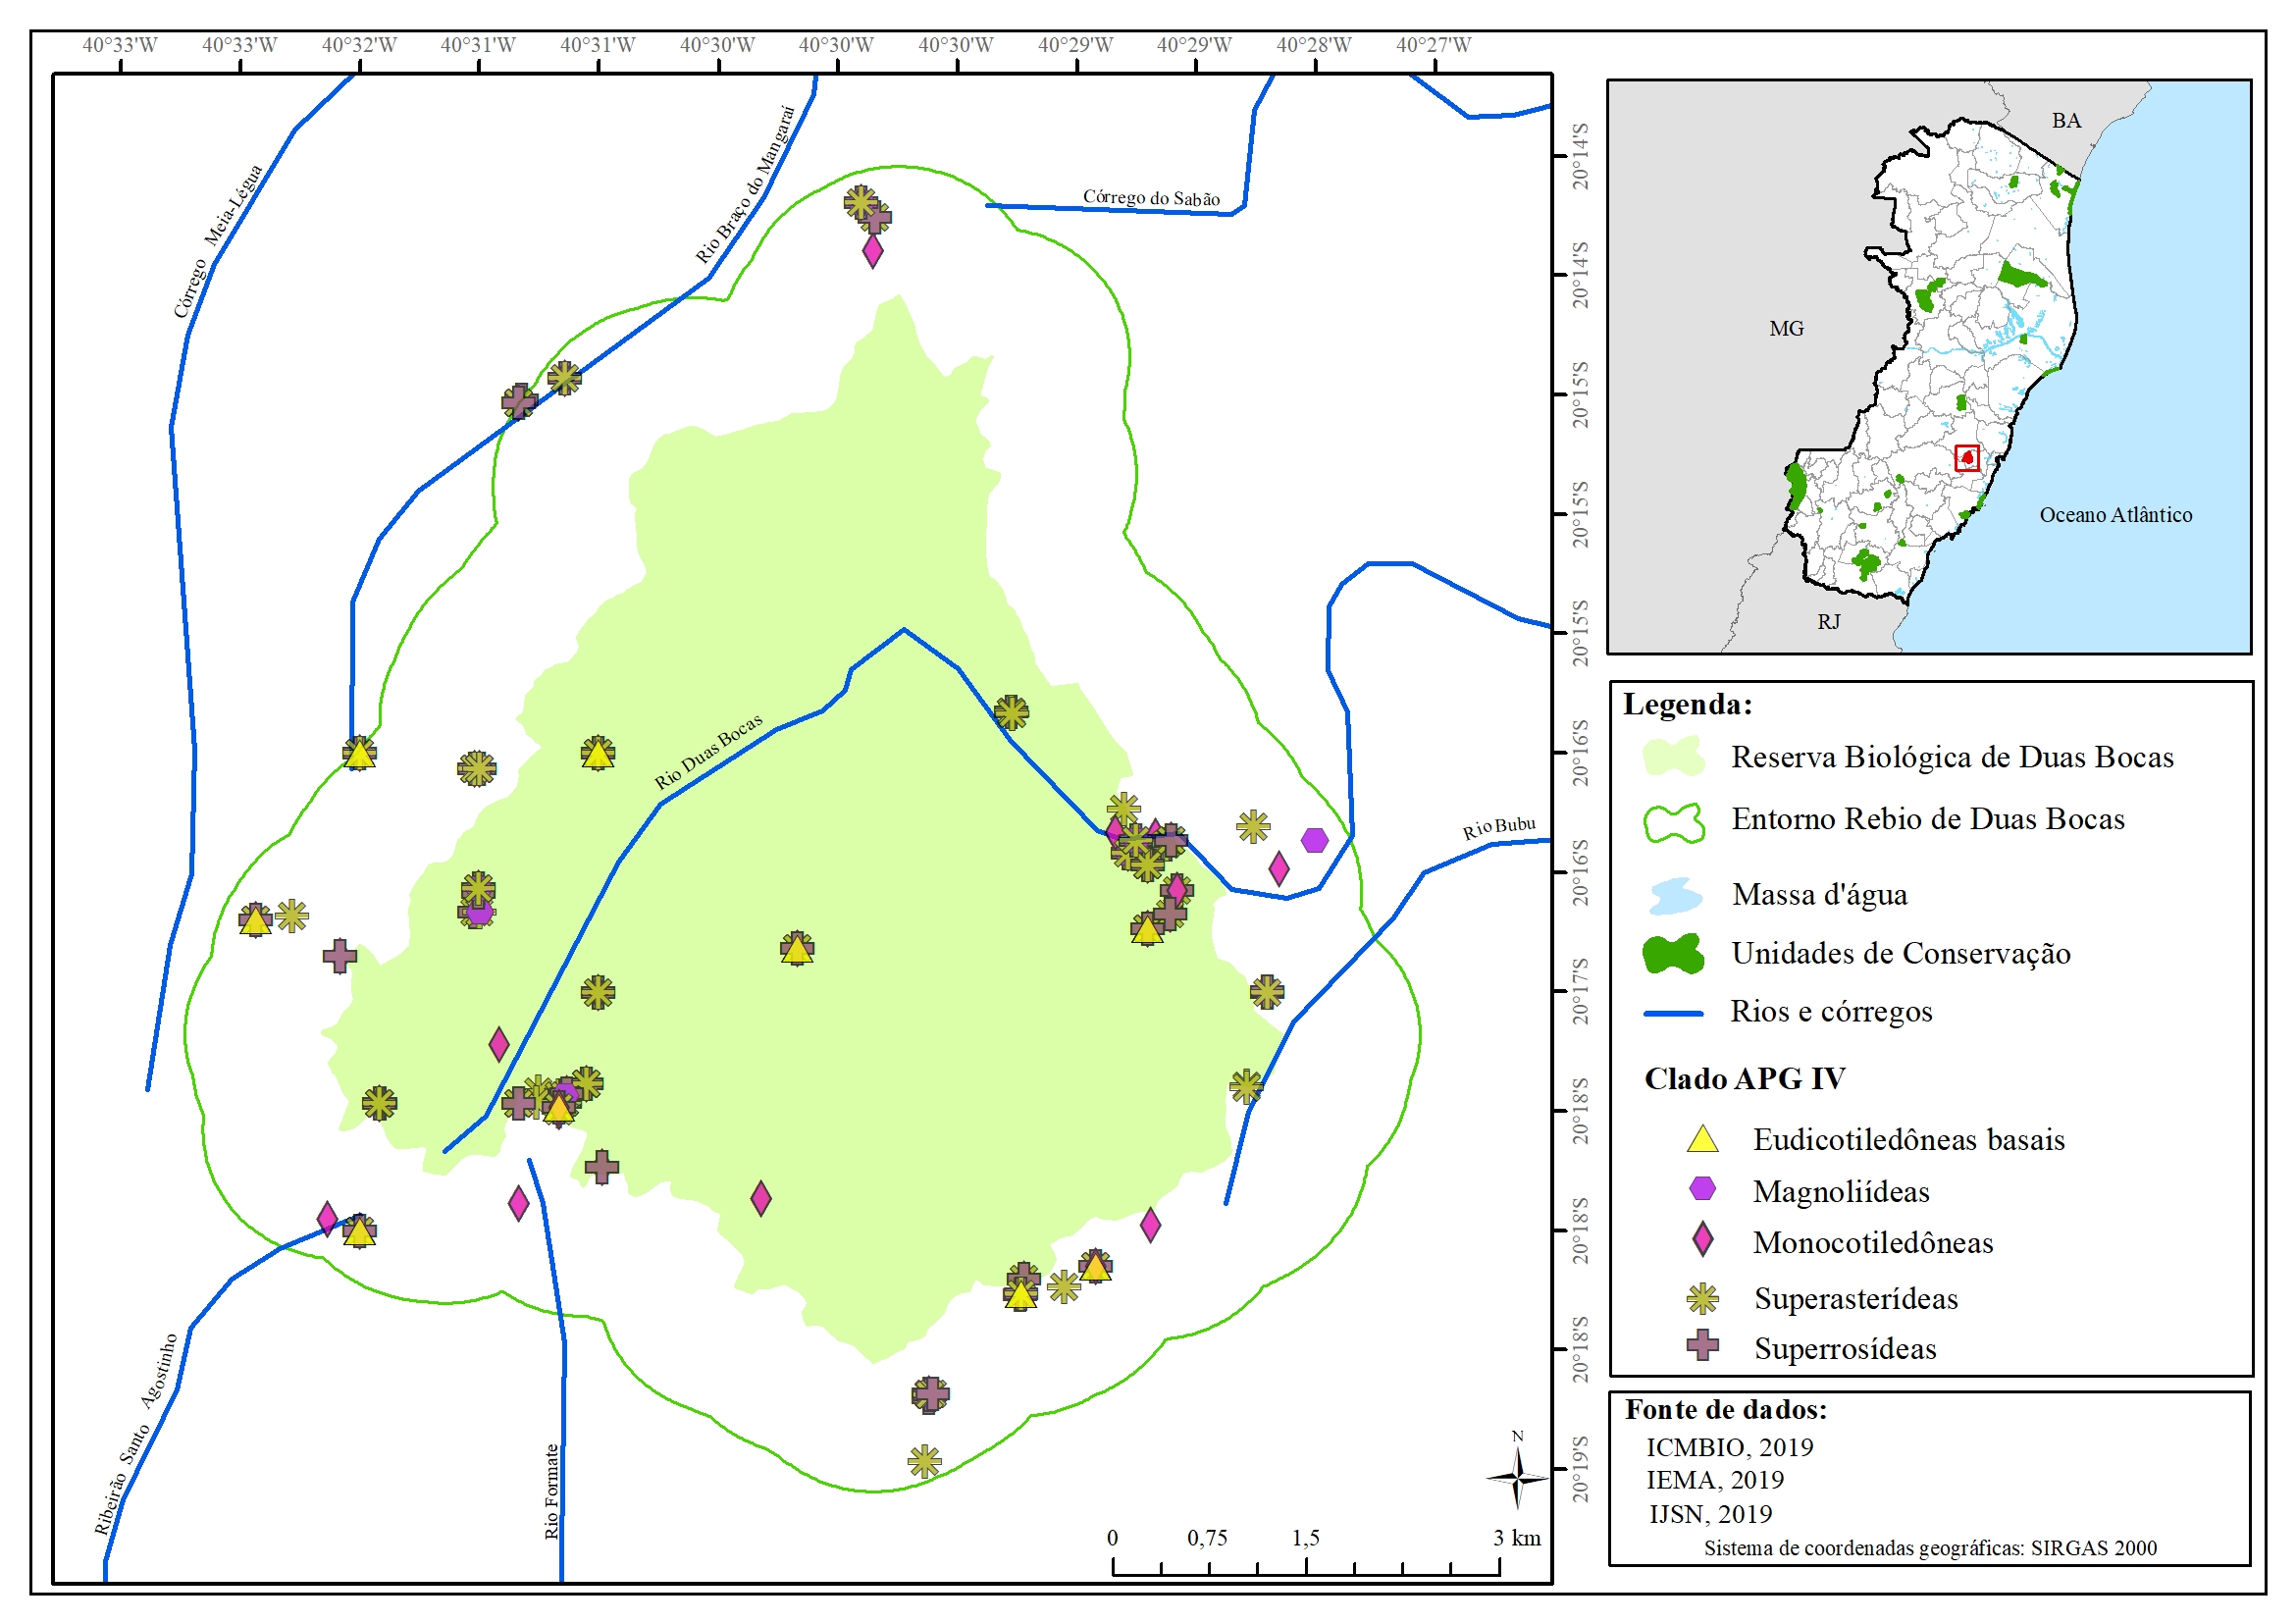 40°33'W 40°33'W 40°32'W 40°31'W 40°31'W 40°30'W 40°30'W 40°30'W 40°29'W 40°29'W 40°28'W 40°27'W
20°14'S
20°14'S
20°15'S
20°15'S
20°15'S
20°16'S
20°16'S
20°17'S
20°18'S
20°18'S
20°18'S
20°19'S
Córrego Meia-Légua
Rio Braço do Mangaraí
Córrego do Sabão
Rio Duas Bocas
Rio Bubu
Ribeirão Santo Agostinho
Rio Formate
N
0 0,75 1,5 3 km
BA
MG
Oceano Atlântico
RJ
Legenda:
Reserva Biológica de Duas Bocas
Entorno Rebio de Duas Bocas
Massa d'água
Unidades de Conservação
Rios e córregos
Clado APG IV
Eudicotiledôneas basais
Magnoliídeas
Monocotiledôneas
Superasterídeas
Superrosídeas
Fonte de dados:
ICMBIO, 2019
IEMA, 2019
IJSN, 2019
Sistema de coordenadas geográficas: SIRGAS 2000